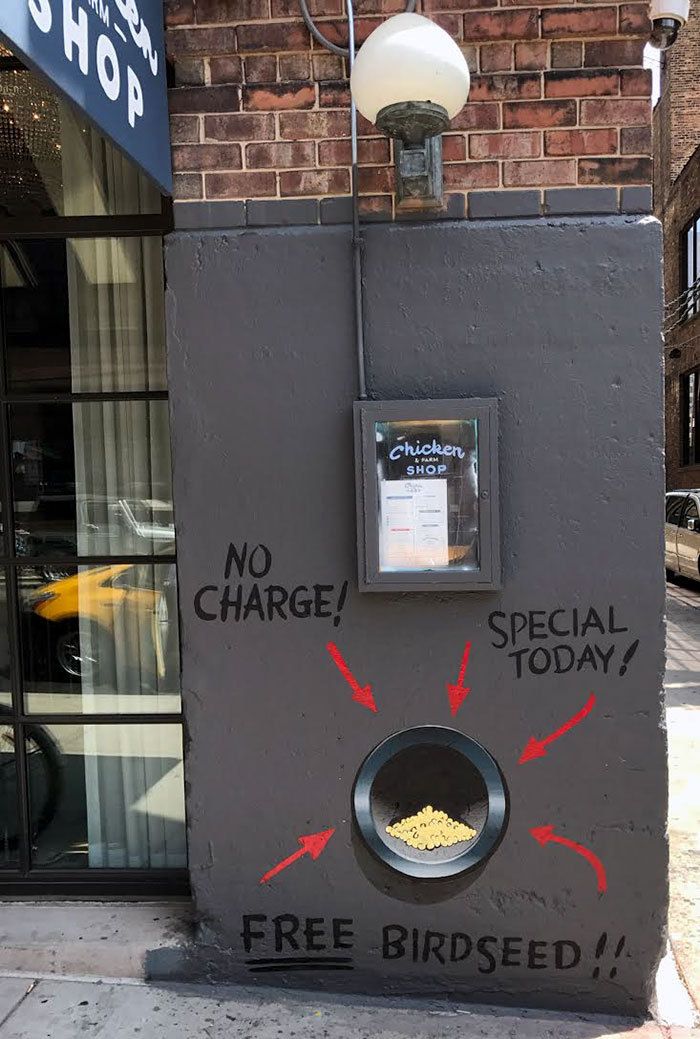 SHOP
Chicken
& FARM
SHOP
NO
CHARGE!
SPECIAL
TODAY!
FREE BIRDSEED!!